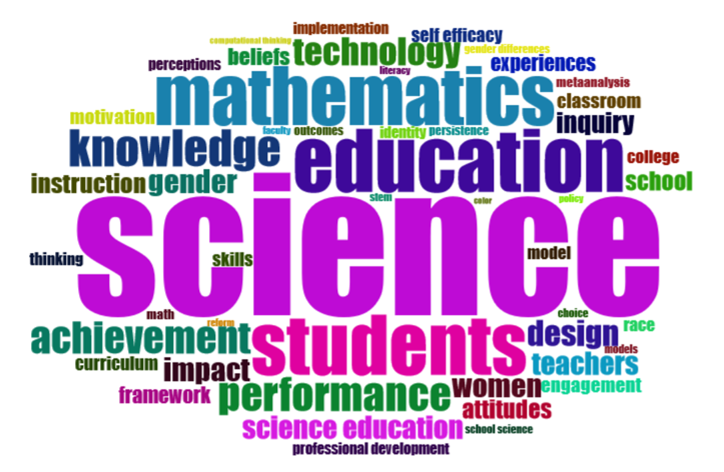 implementation
self efficacy
computational thinking
beliefs
technology
gender differences
perceptions
literacy
experiences
mathematics
metaanalysis
classroom
motivation
faculty
outcomes
identity
persistence
inquiry
knowledge
education
college
instruction
gender
school
stem
color
policy
science
thinking
skills
model
math
reform
choice
achievement
students
design
race
models
curriculum
impact
teachers
framework
performance
women
engagement
attitudes
science education
school science
professional development